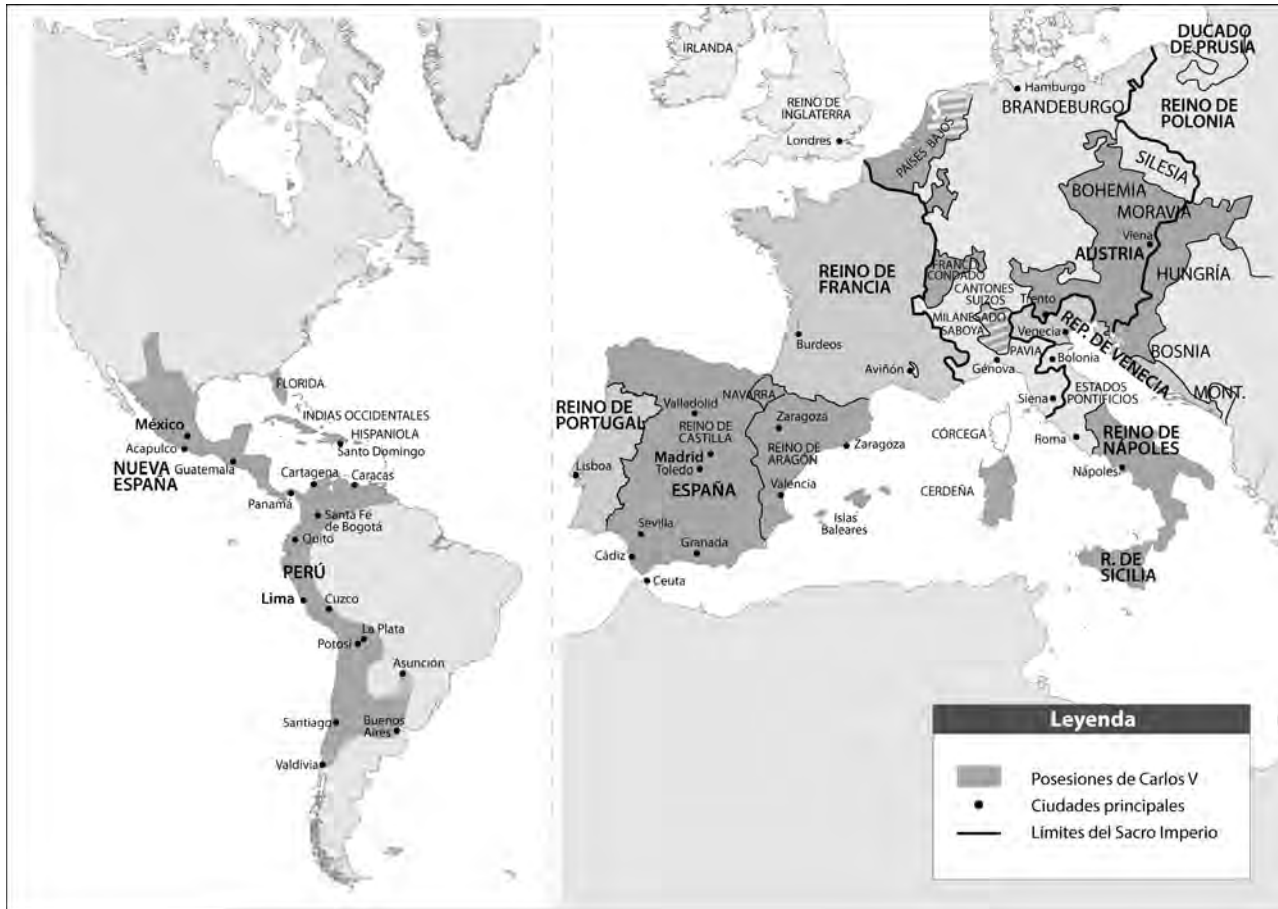 FLORIDA
INDIAS OCCIDENTALES
México
HISPANIOLA
Santo Domingo
Acapulco
Guatemala
NUEVA
ESPAÑA
Cartagena
Caracas
Panamá
Santa Fé
de Bogotá
Quito
PERÚ
Lima
Cuzco
La Plata
Potosí
Asunción
Santiago
Buenos
Aires
Valdivia
IRLANDA
REINO DE
INGLATERRA
Londres
PAÍSES BAJOS
Hamburgo
BRANDEBURGO
DUCADO
DE PRUSIA
REINO DE
POLONIA
SILESIA
BOHEMIA
MORAVIA
Viena
AUSTRIA
HUNGRÍA
REINO DE
FRANCIA
FRANCO
CONDADO
CANTONES
SUIZOS
Trento
MILANESADO
SABOYA
Venecia
REP. DE VENECIA
PAVIA
Bolonia
Génova
BOSNIA
MONT.
Burdeos
Aviñón
Siena
ESTADOS
PONTIFICIOS
CÓRCEGA
Roma
REINO DE
NÁPOLES
Nápoles
CERDEÑA
R. DE
SICILIA
REINO DE
PORTUGAL
Lisboa
NAVARRA
Valladolid
Zaragoza
REINO DE
CASTILLA
REINO DE
ARAGÓN
Zaragoza
Madrid
Toledo
ESPAÑA
Valencia
Islas
Baleares
Sevilla
Granada
Cádiz
Ceuta
Leyenda
Posesiones de Carlos V
Ciudades principales
Límites del Sacro Imperio